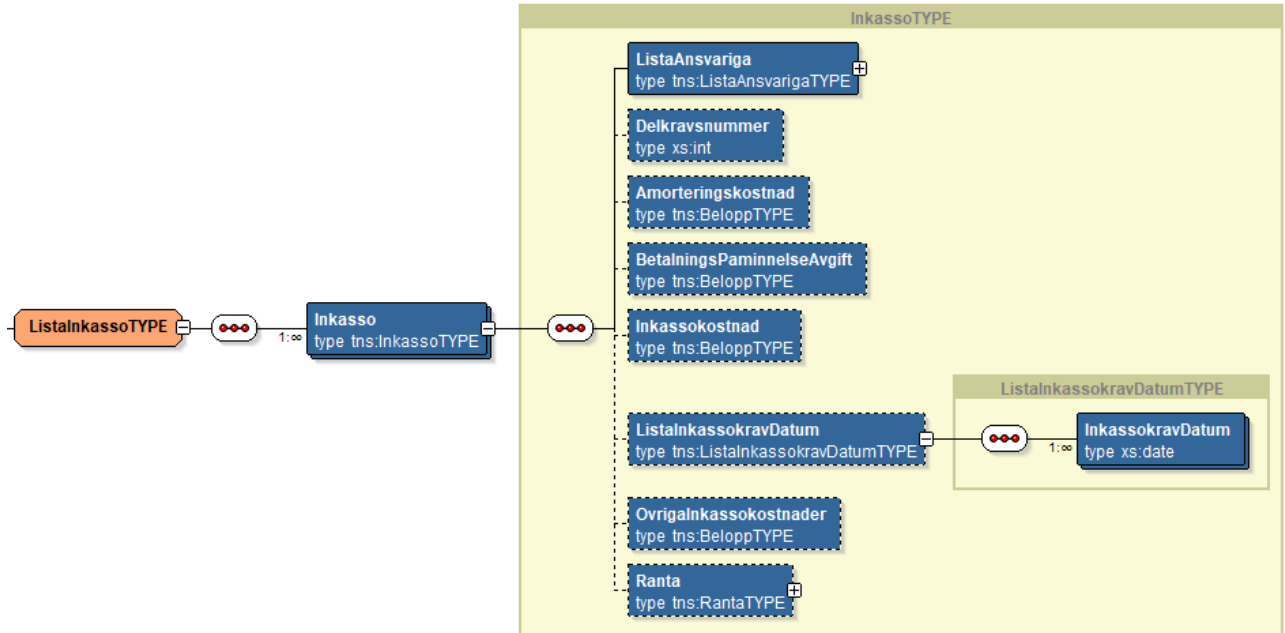 InkassoTYPE
ListaAnsvariga
type tns:ListaAnsvarigaTYPE
Delkravsnummer
type xs:int
Amorteringskostnad
type tns:BeloppTYPE
BetalningsPaminnelseAvgift
type tns:BeloppTYPE
ListaInkassoTYPE
1:∞
Inkasso
type tns:InkassoTYPE
Inkassokostnad
type tns:BeloppTYPE
ListaInkassokravDatum
type tns:ListaInkassokravDatumTYPE
ListaInkassokravDatumTYPE
1:∞
InkassokravDatum
type xs:date
OvrigaInkassokostnader
type tns:BeloppTYPE
Ranta
type tns:RantaTYPE